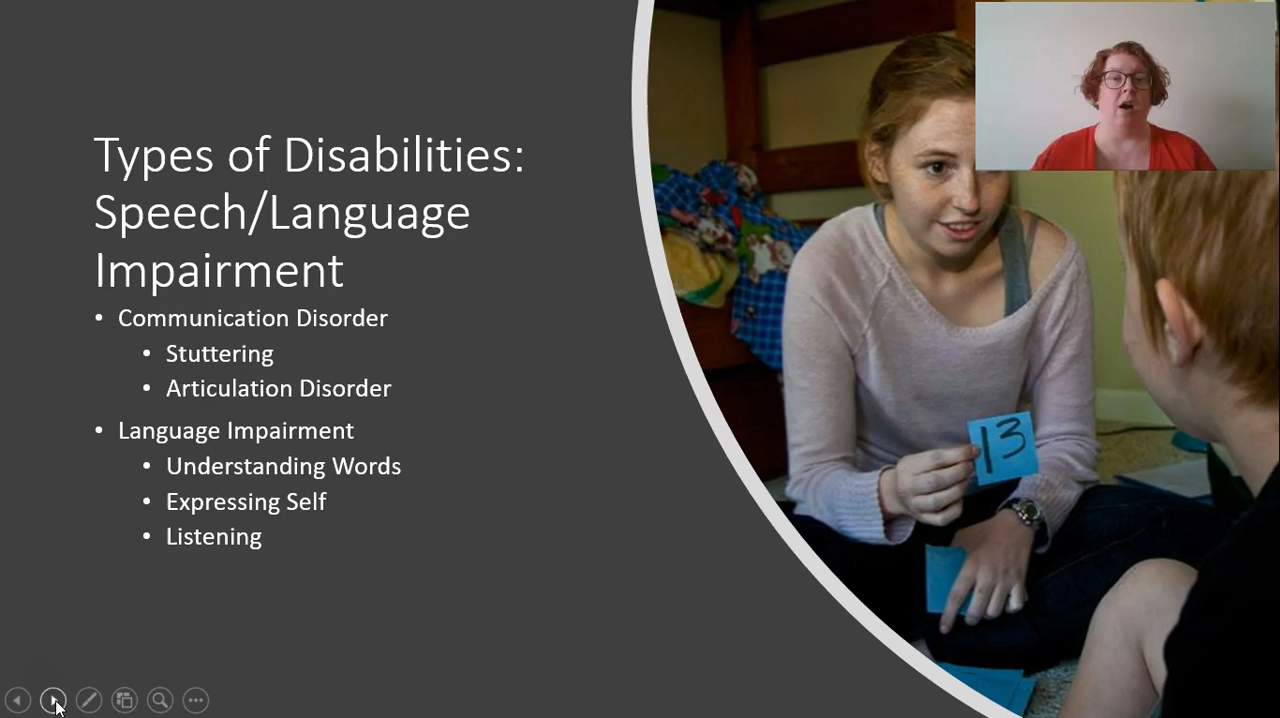 Types of Disabilities:
Speech/Language
Impairment
• Communication Disorder
• Stuttering
• Articulation Disorder
• Language Impairment
• Understanding Words
• Expressing Self
• Listening
13